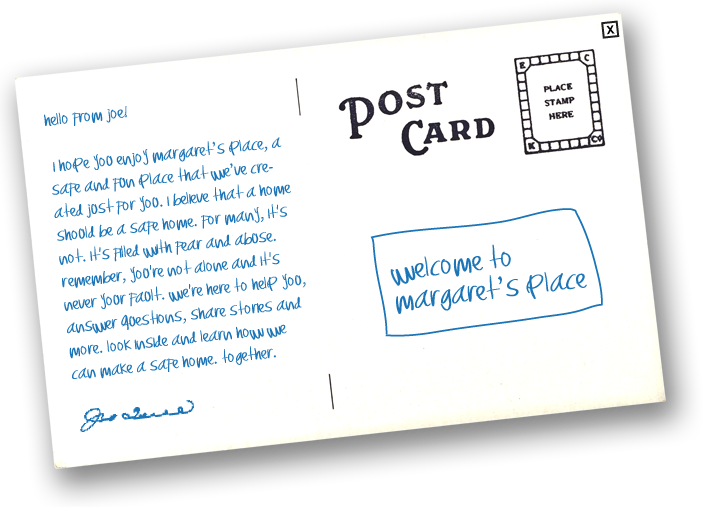 hello from joe!
I hope you enjoy margaret's place, a
safe and fun place that we've cre-
ated just for you. I believe that a home
should be a safe home. for many, it's
not. it's filled with fear and abuse.
remember, you're not alone and it's
never your fault. we're here to help you,
answer questions, share stories and
more. look inside and learn how we
can make a safe home. together.
Joe Torre
X
POST
CARD
E C
PLACE
STAMP
HERE
K Co
welcome to
margaret's place